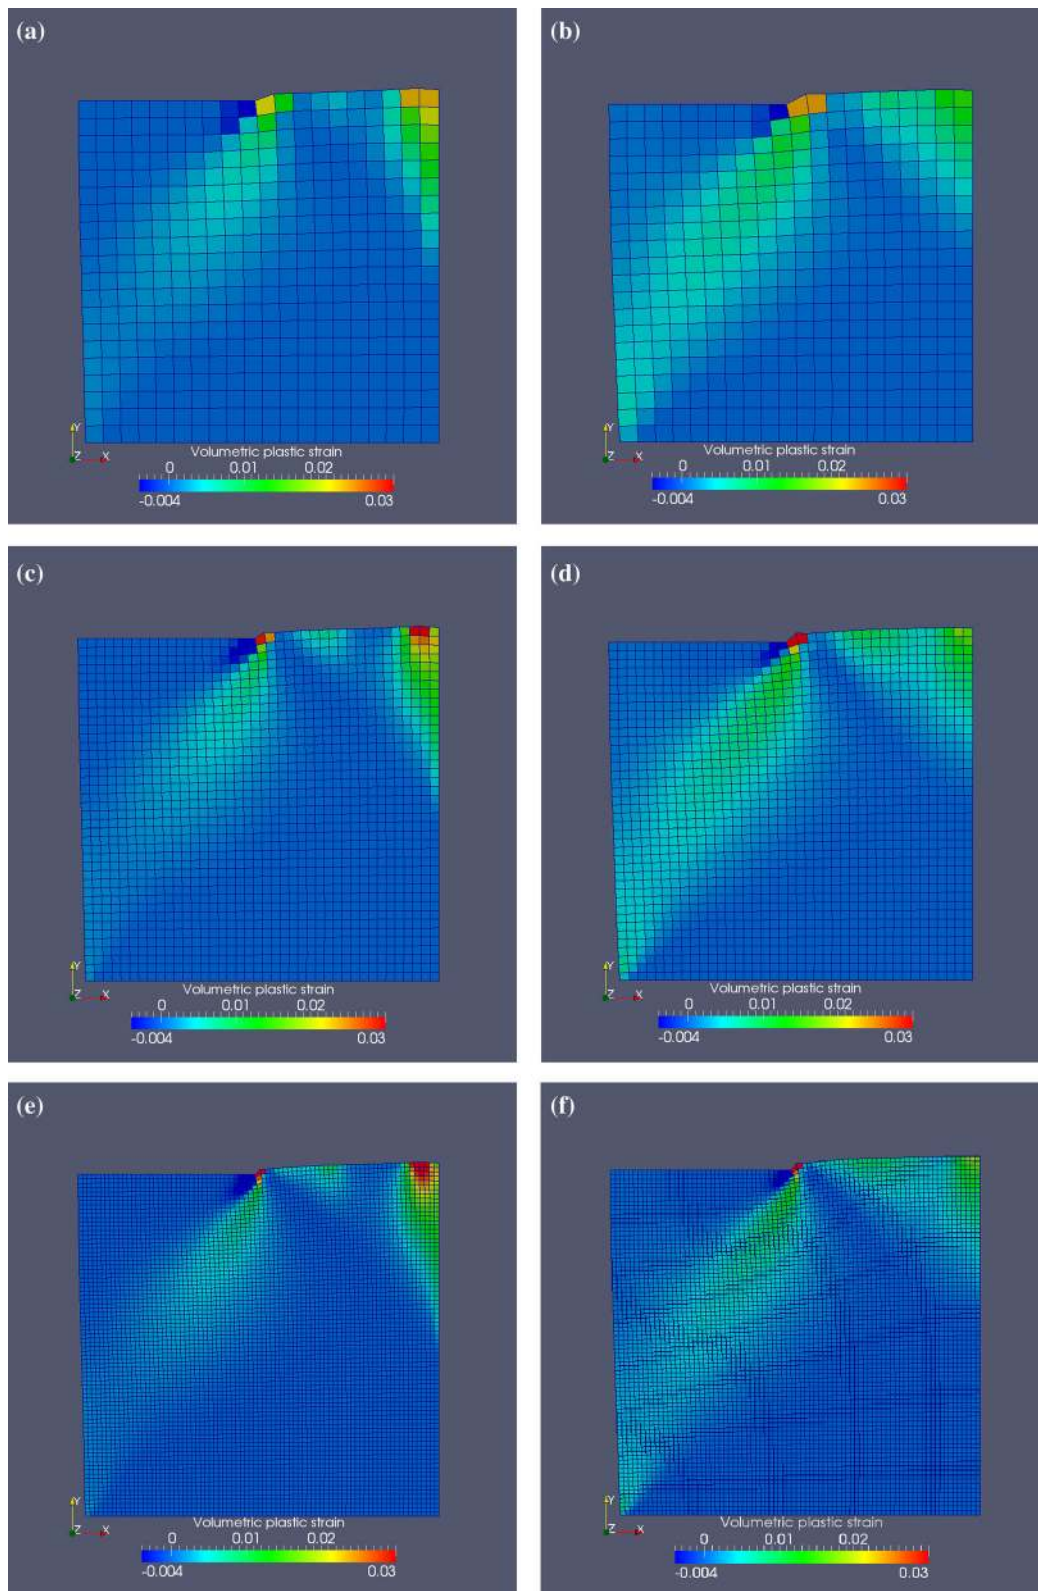 (a)
Y
Z X
Volumetric plastic strain
0 0.01 0.02
-0.004 0.03
(b)
Y
Z X
Volumetric plastic strain
0 0.01 0.02
-0.004 0.03
(c)
Y
Z X
Volumetric plastic strain
0 0.01 0.02
-0.004 0.03
(d)
Y
Z X
Volumetric plastic strain
0 0.01 0.02
-0.004 0.03
(e)
Y
Z X
Volumetric plastic strain
0 0.01 0.02
-0.004 0.03
(f)
Y
Z X
Volumetric plastic strain
0 0.01 0.02
-0.004 0.03